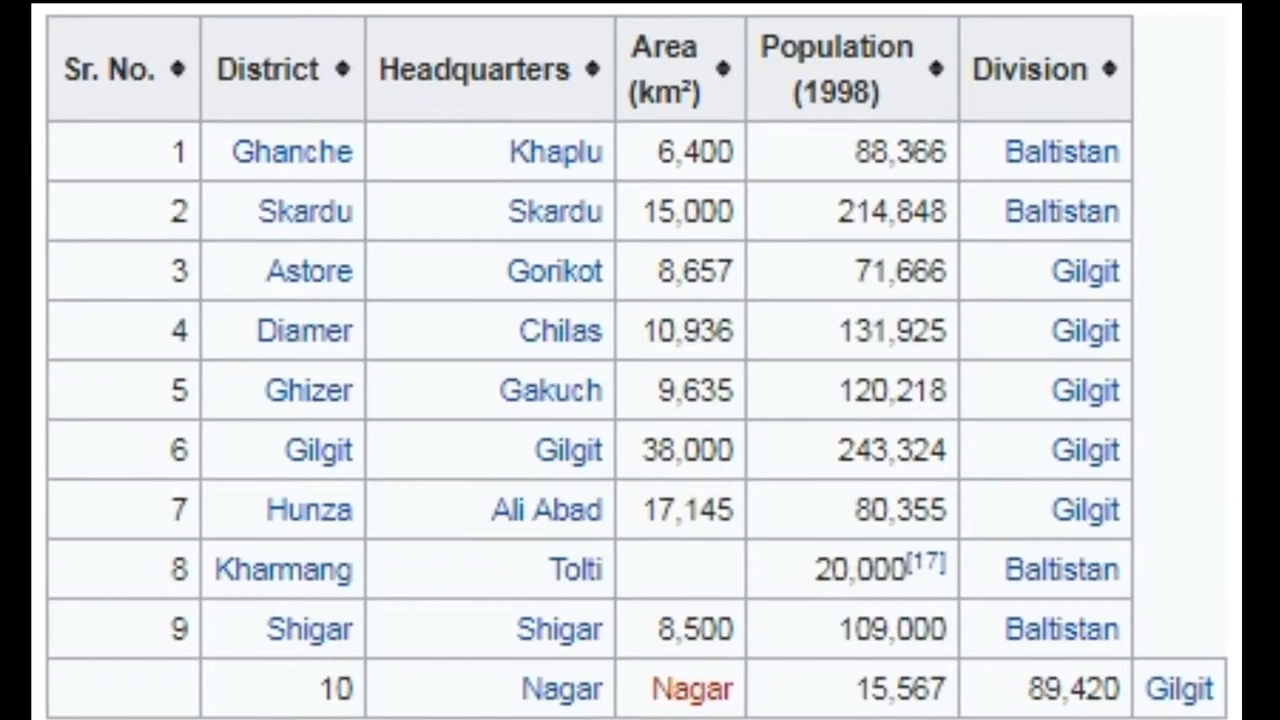 Sr. No. District Headquarters Area (km²) Population (1998) Division
1 Ghanche Khaplu 6,400 88,366 Baltistan
2 Skardu Skardu 15,000 214,848 Baltistan
3 Astore Gorikot 8,657 71,666 Gilgit
4 Diamer Chilas 10,936 131,925 Gilgit
5 Ghizer Gakuch 9,635 120,218 Gilgit
6 Gilgit Gilgit 38,000 243,324 Gilgit
7 Hunza Ali Abad 17,145 80,355 Gilgit
8 Kharmang Tolti 20,000[17] Baltistan
9 Shigar Shigar 8,500 109,000 Baltistan
10 Nagar Nagar 15,567 89,420 Gilgit